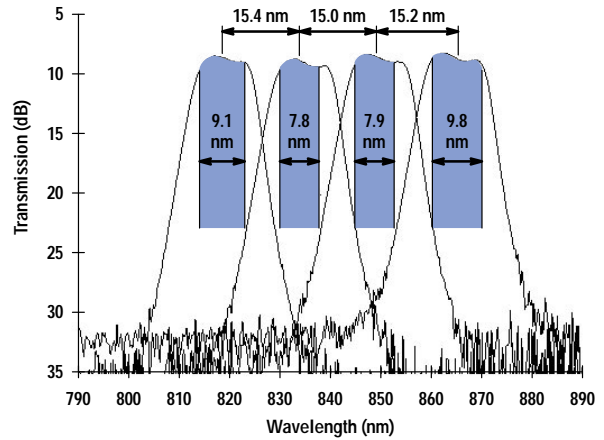 15.4 nm 15.0 nm 15.2 nm
5
10
15
20
25
30
35
Transmission (dB)
9.1 nm
7.8 nm
7.9 nm
9.8 nm
790 800 810 820 830 840 850 860 870 880 890
Wavelength (nm)